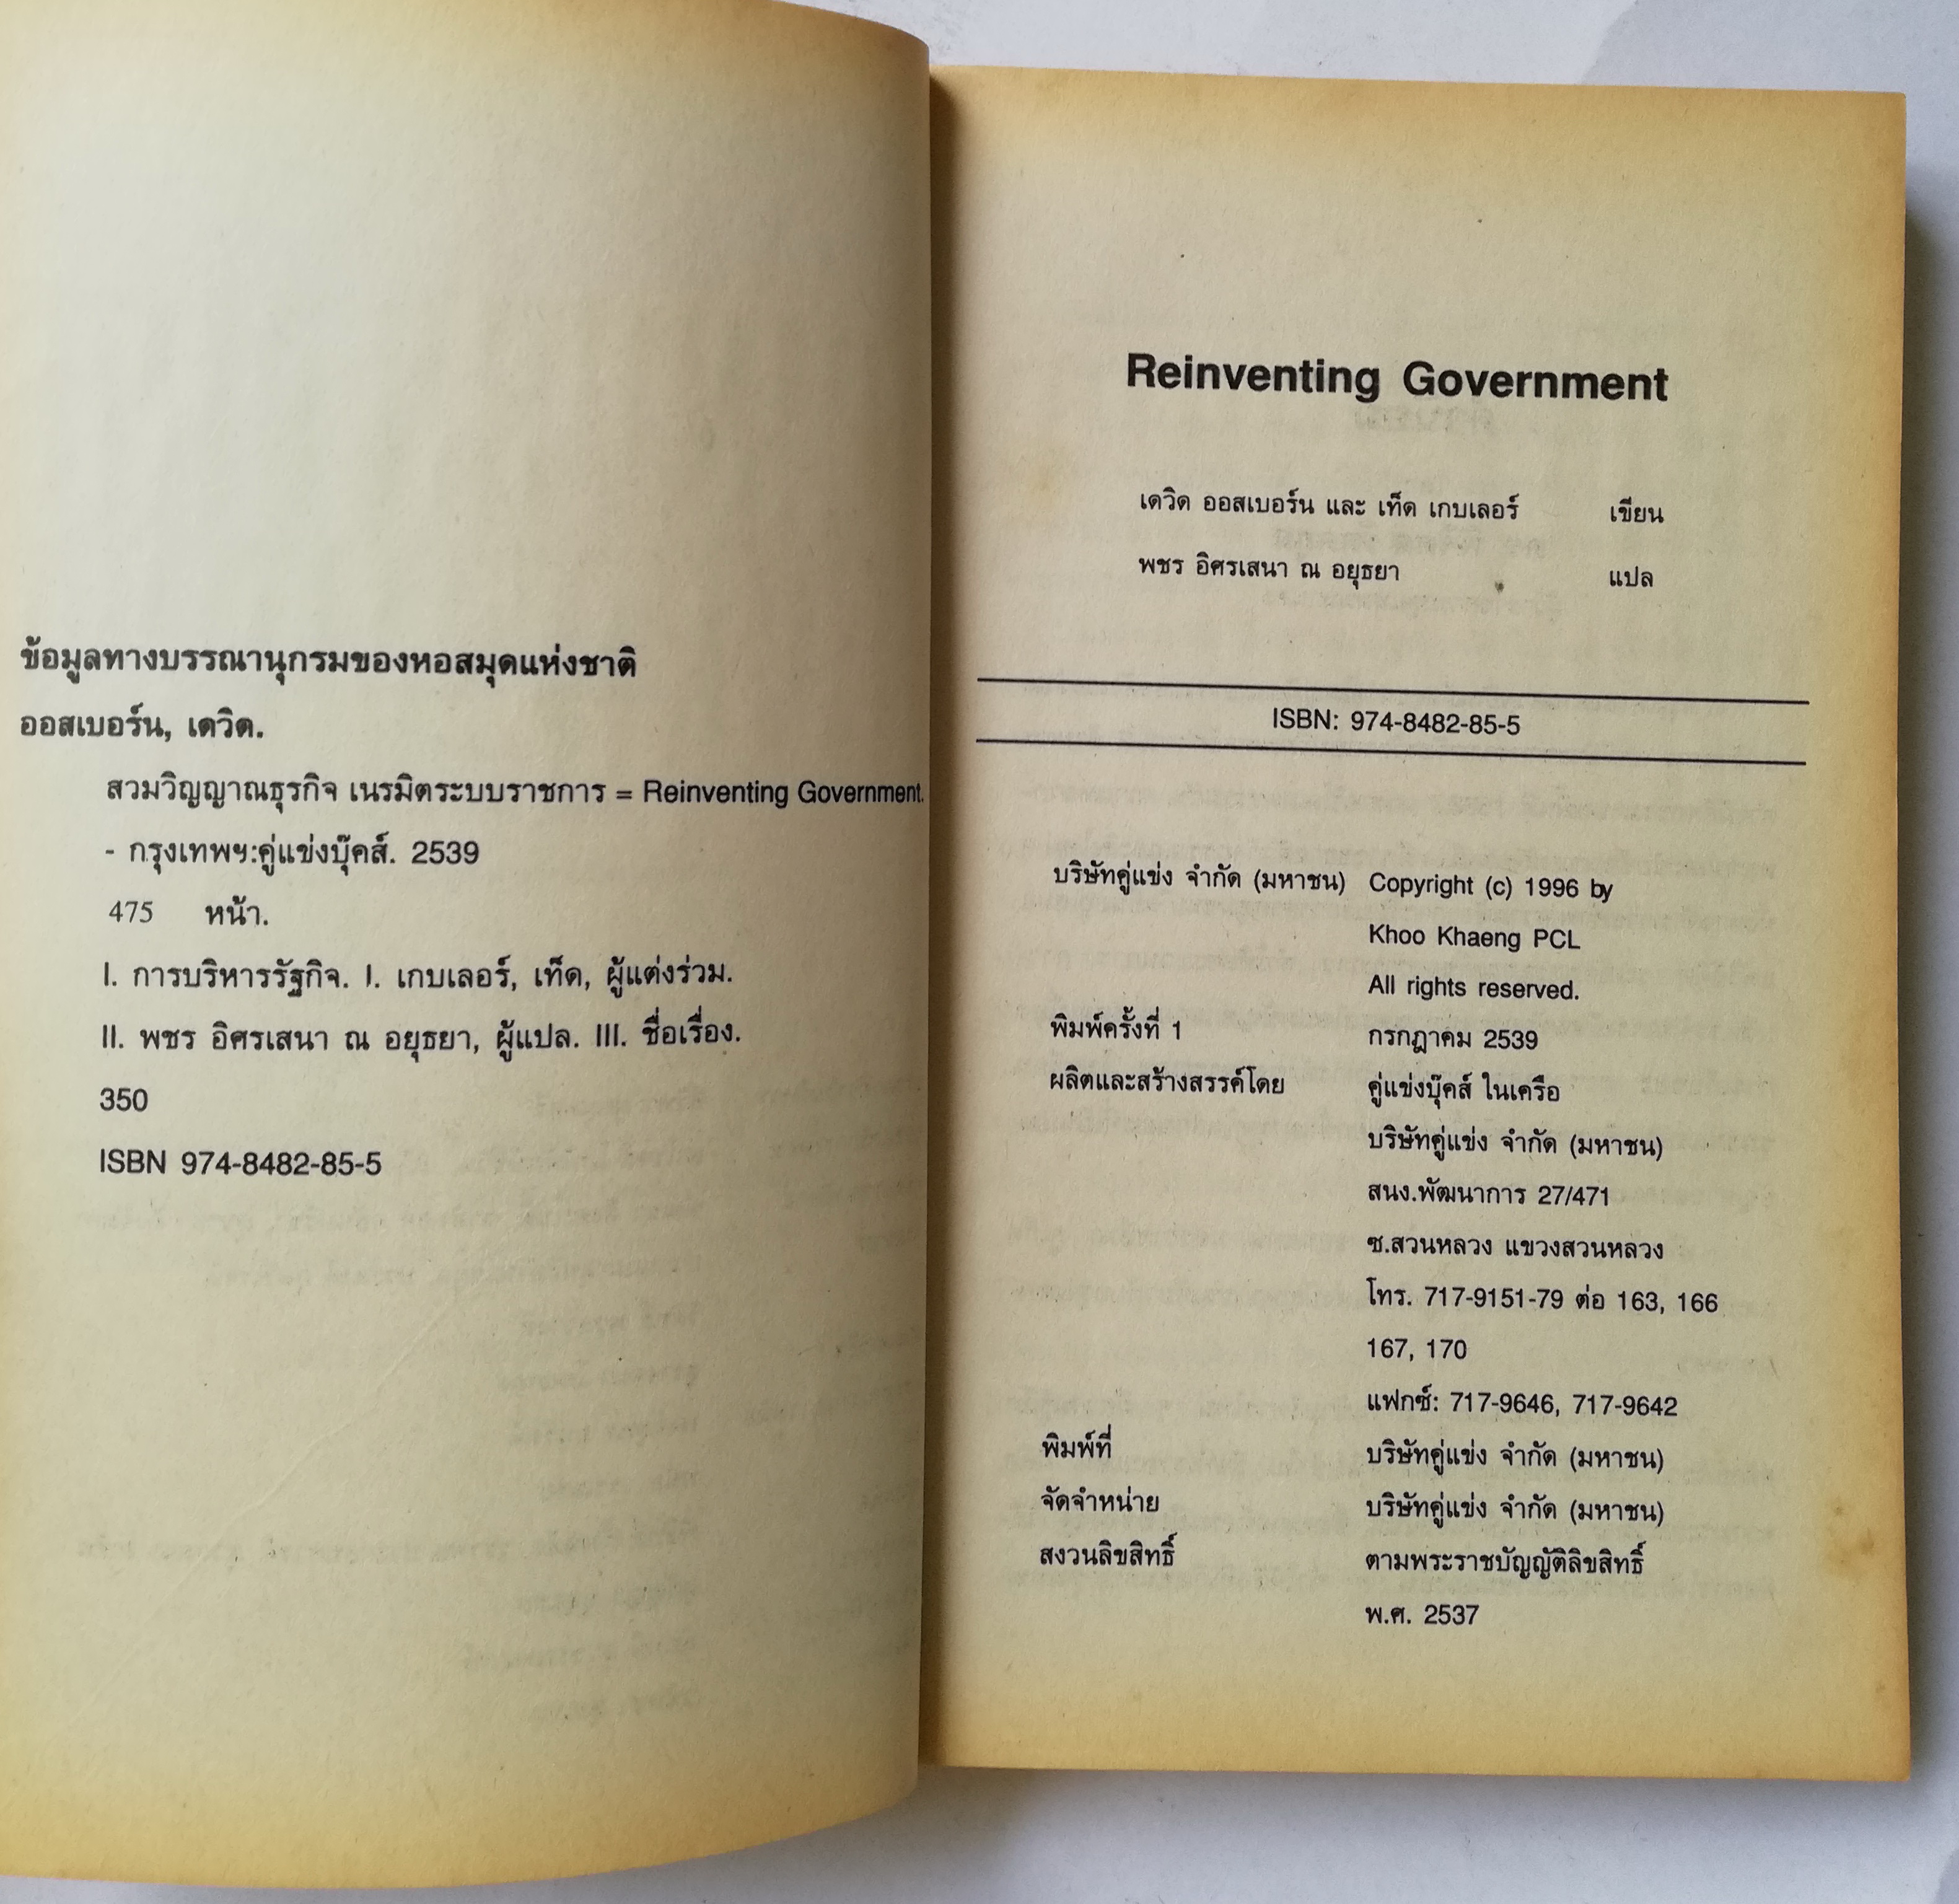 ข้อมูลทางบรรณานุกรมของหอสมุดแห่งชาติ
ออสเบอร์น, เดวิด.
สวมวิญญาณธุรกิจ เนรมิตระบบราชการ = Reinventing Government.
- กรุงเทพฯ:คู่แข่งบุ๊คส์. 2539
475 หน้า.
I. การบริหารรัฐกิจ. I. เกบเลอร์, เท็ด, ผู้แต่งร่วม.
II. พชร อิศรเสนา ณ อยุธยา, ผู้แปล. III. ชื่อเรื่อง.
350
ISBN 974-8482-85-5
Reinventing Government
เดวิด ออสเบอร์น และ เท็ด เกบเลอร์ เขียน
พชร อิศรเสนา ณ อยุธยา แปล
ISBN: 974-8482-85-5
บริษัทคู่แข่ง จำกัด (มหาชน) Copyright (c) 1996 by
Khoo Khaeng PCL
All rights reserved.
พิมพ์ครั้งที่ 1 กรกฎาคม 2539
ผลิตและสร้างสรรค์โดย คู่แข่งบุ๊คส์ ในเครือ
บริษัทคู่แข่ง จำกัด (มหาชน)
สนง.พัฒนาการ 27/471
ซ.สวนหลวง แขวงสวนหลวง
โทร. 717-9151-79 ต่อ 163, 166
167, 170
แฟกซ์: 717-9646, 717-9642
พิมพ์ที่ บริษัทคู่แข่ง จำกัด (มหาชน)
จัดจำหน่าย บริษัทคู่แข่ง จำกัด (มหาชน)
สงวนลิขสิทธิ์ ตามพระราชบัญญัติลิขสิทธิ์
พ.ศ. 2537